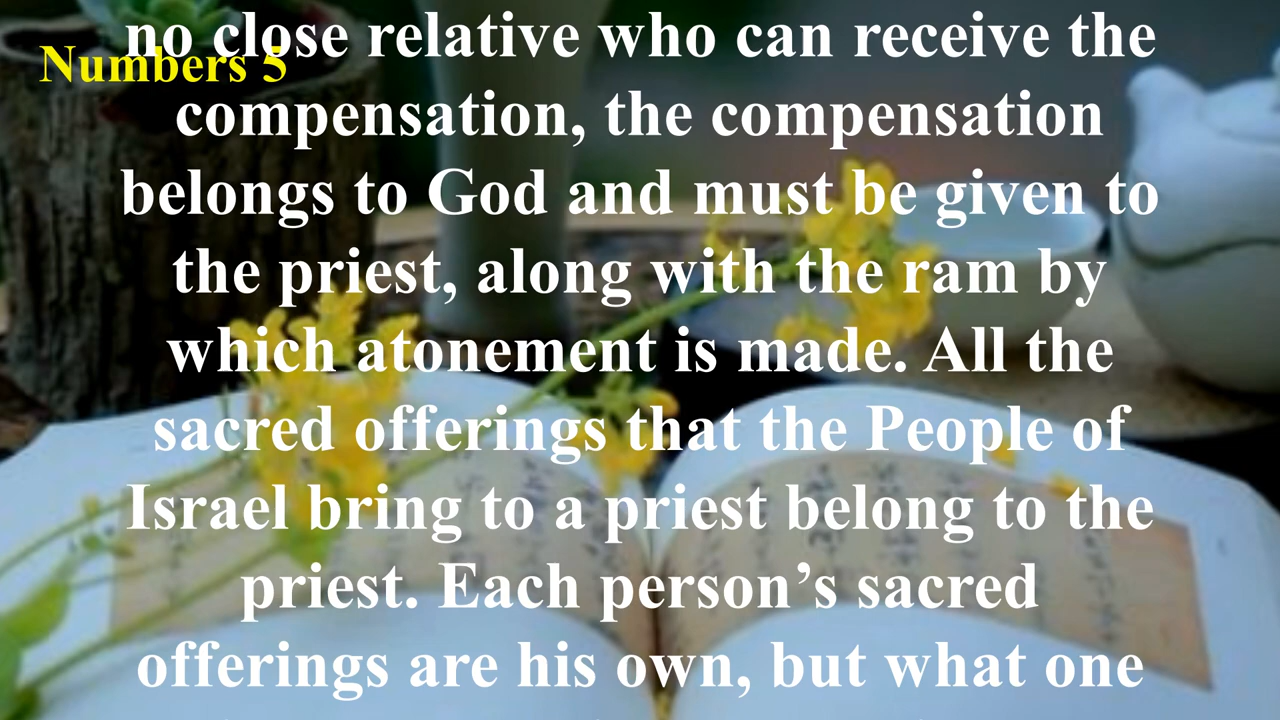 Numbers 5
no close relative who can receive the
compensation, the compensation
belongs to God and must be given to
the priest, along with the ram by
which atonement is made. All the
sacred offerings that the People of
Israel bring to a priest belong to the
priest. Each person’s sacred
offerings are his own, but what one